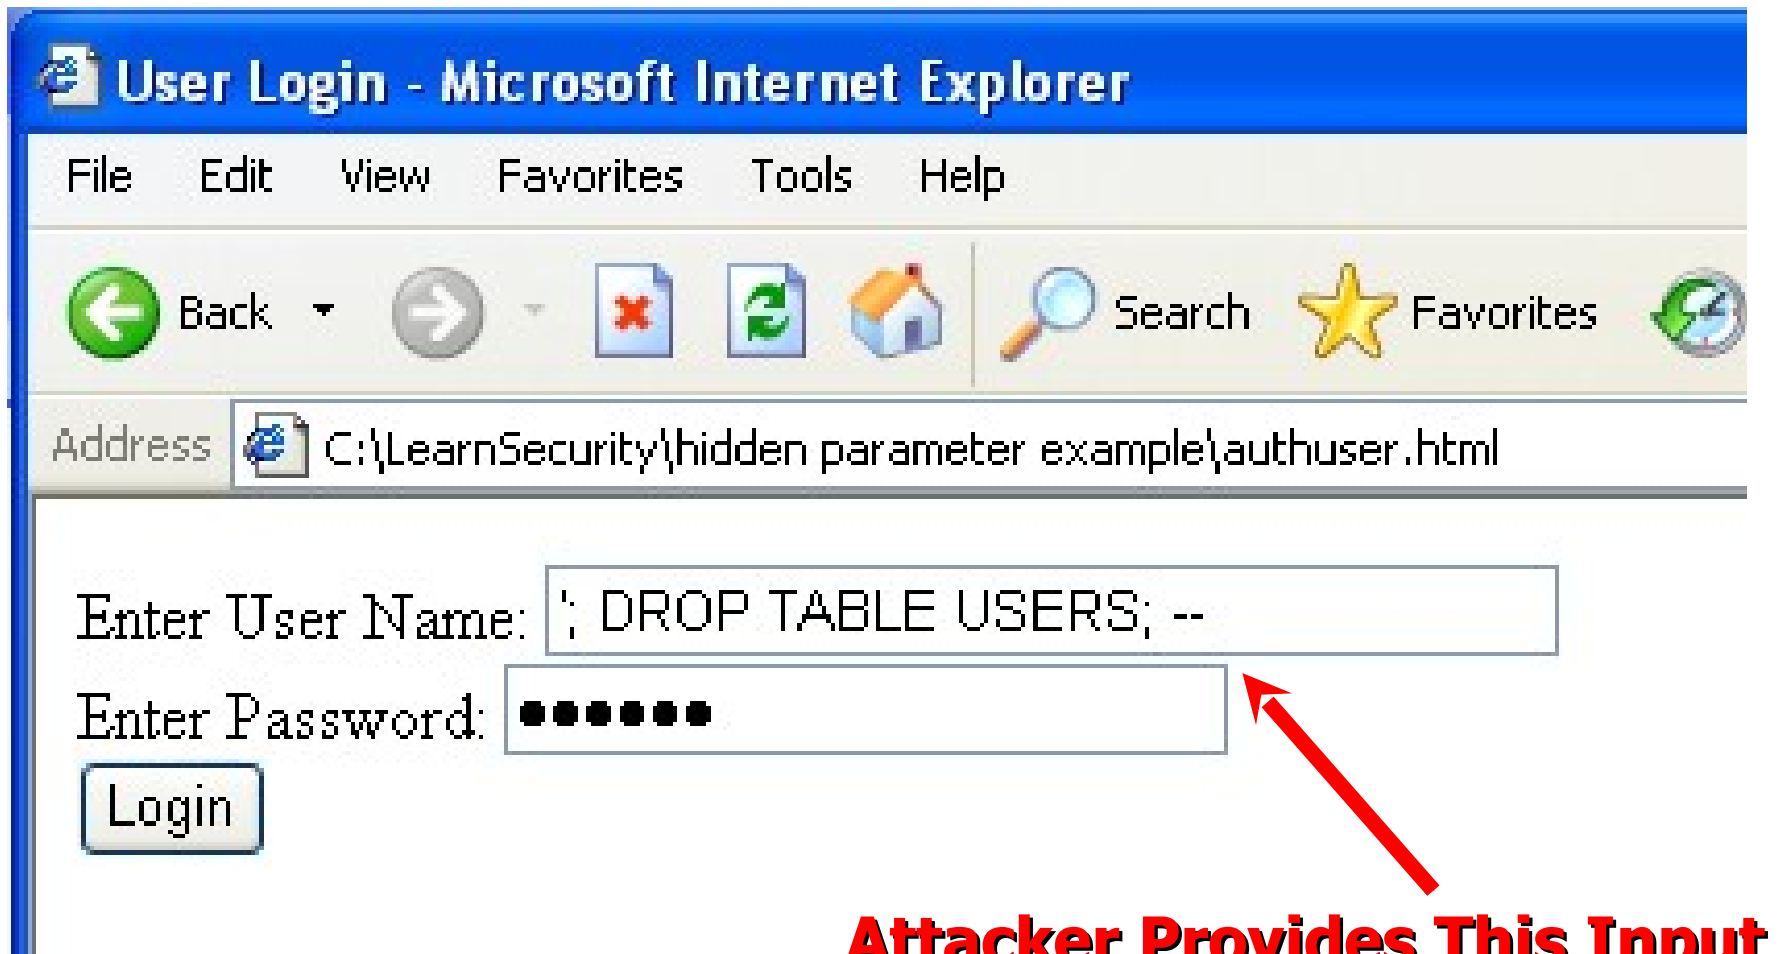 User Login - Microsoft Internet Explorer
File Edit View Favorites Tools Help
Back Search Favorites
Address C:\LearnSecurity\hidden parameter example\authuser.html
Enter User Name: '; DROP TABLE USERS; --
Enter Password: ●●●●●●
Login
Attacker Provides This Input